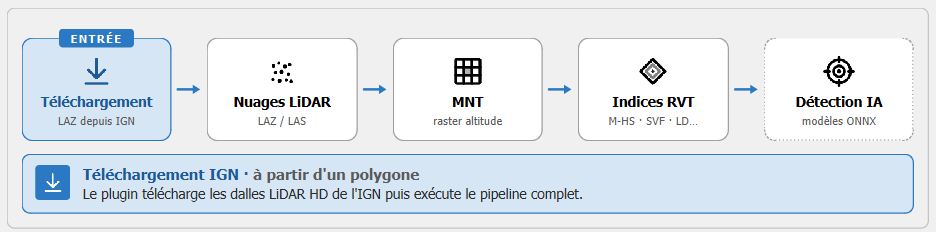 ENTRÉE
Téléchargement
LAZ depuis IGN
Nuages LiDAR
LAZ / LAS
MNT
raster altitude
Indices RVT
M-HS · SVF · LD...
Détection IA
modèles ONNX
Téléchargement IGN · à partir d'un polygone
Le plugin télécharge les dalles LiDAR HD de l'IGN puis exécute le pipeline complet.